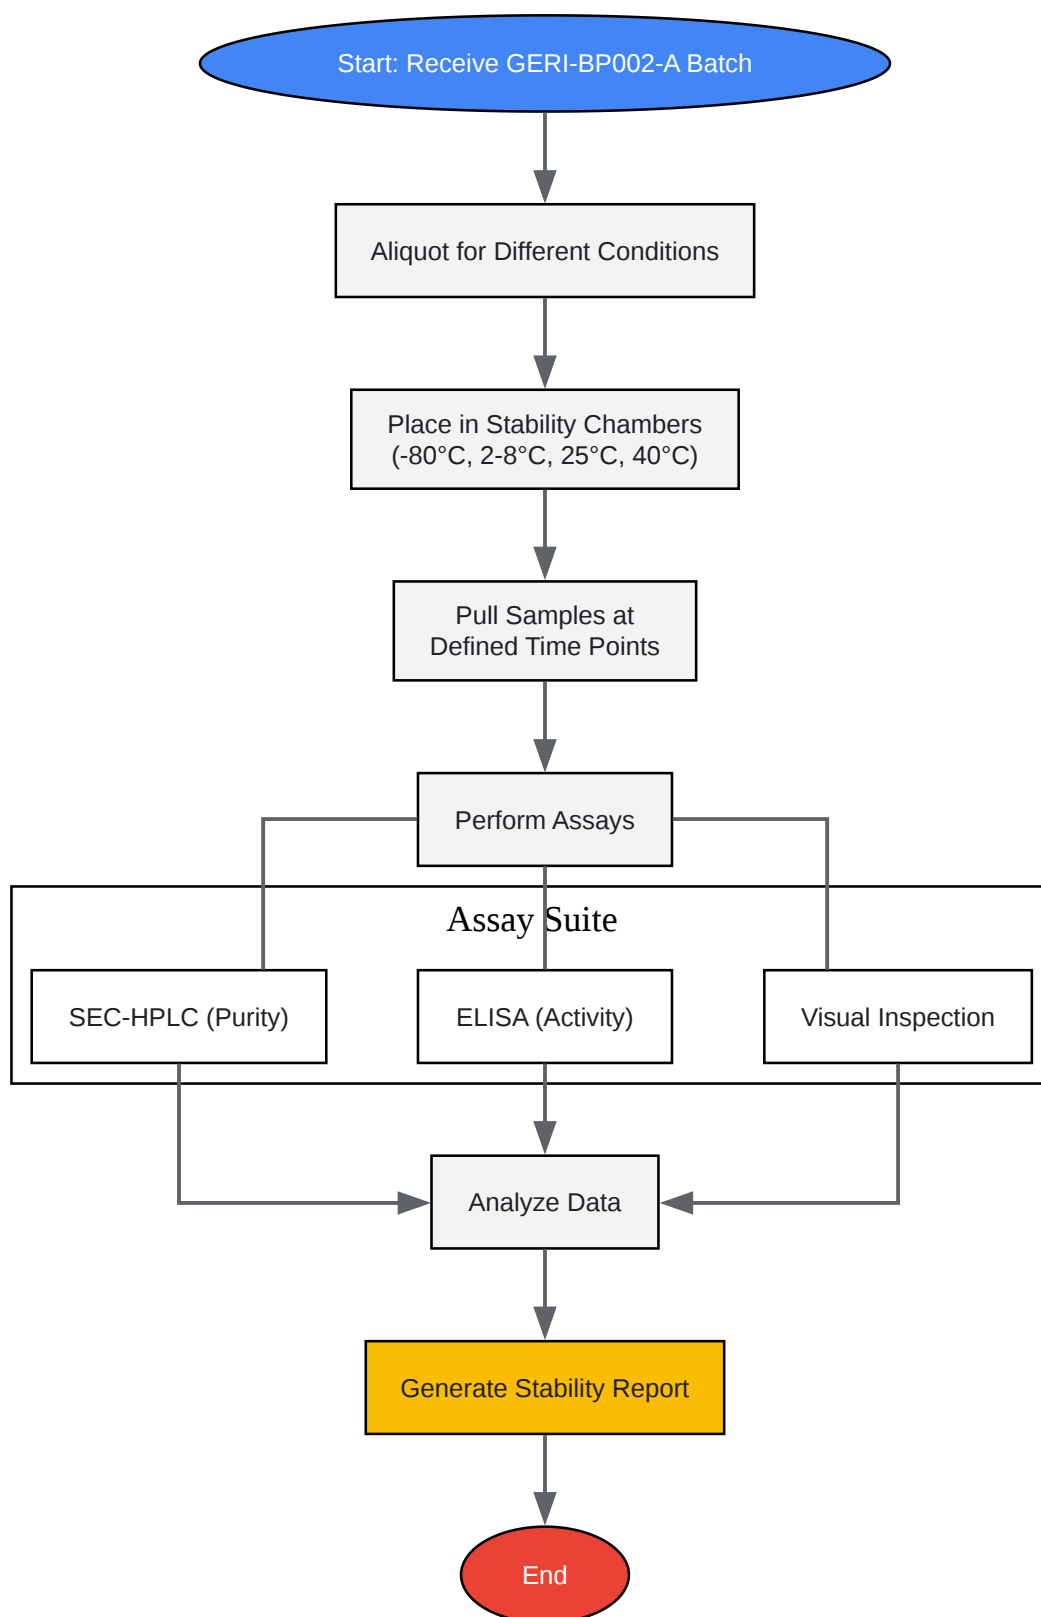 Start: Receive GERI-BP002-A Batch
Aliquot for Different Conditions
Place in Stability Chambers
(-80°C, 2-8°C, 25°C, 40°C)
Pull Samples at
Defined Time Points
Perform Assays
Assay Suite
SEC-HPLC (Purity)
ELISA (Activity)
Visual Inspection
Analyze Data
Generate Stability Report
End